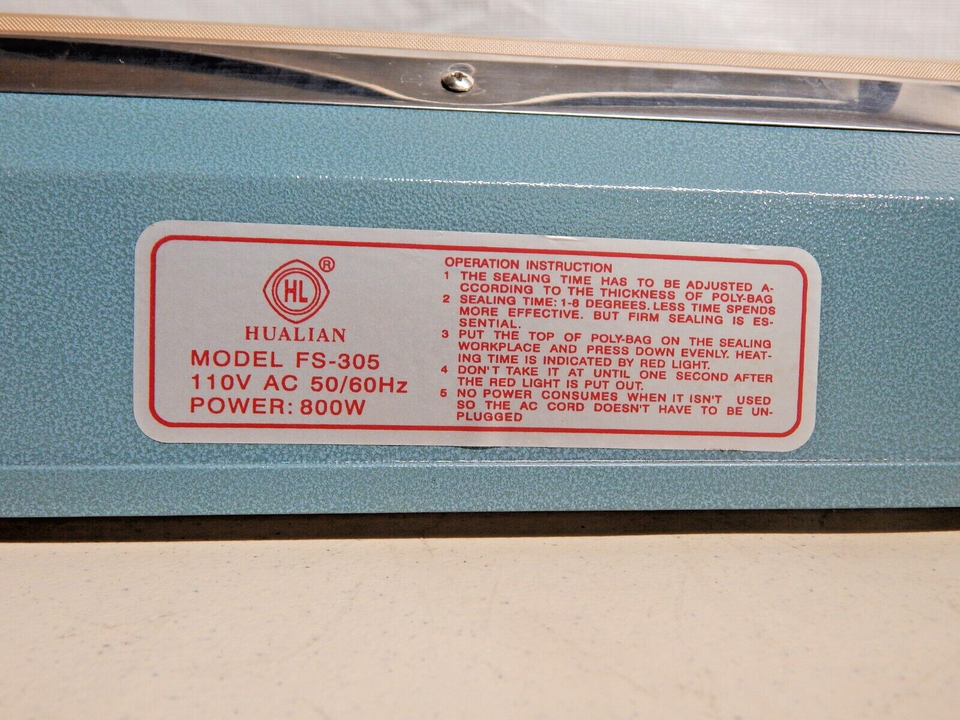 HL ®
HUALIAN
MODEL FS-305
110V AC 50/60Hz
POWER: 800W
OPERATION INSTRUCTION
1 THE SEALING TIME HAS TO BE ADJUSTED A-
CCORDING TO THE THICKNESS OF POLY-BAG
2 SEALING TIME: 1-8 DEGREES. LESS TIME SPENDS
MORE EFFECTIVE. BUT FIRM SEALING IS ES-
SENTIAL.
3 PUT THE TOP OF POLY-BAG ON THE SEALING
WORKPLACE AND PRESS DOWN EVENLY. HEAT-
ING TIME IS INDICATED BY RED LIGHT.
4 DON'T TAKE IT AT UNTIL ONE SECOND AFTER
THE RED LIGHT IS PUT OUT.
5 NO POWER CONSUMES WHEN IT ISN'T USED
SO THE AC CORD DOESN'T HAVE TO BE UN-
PLUGGED